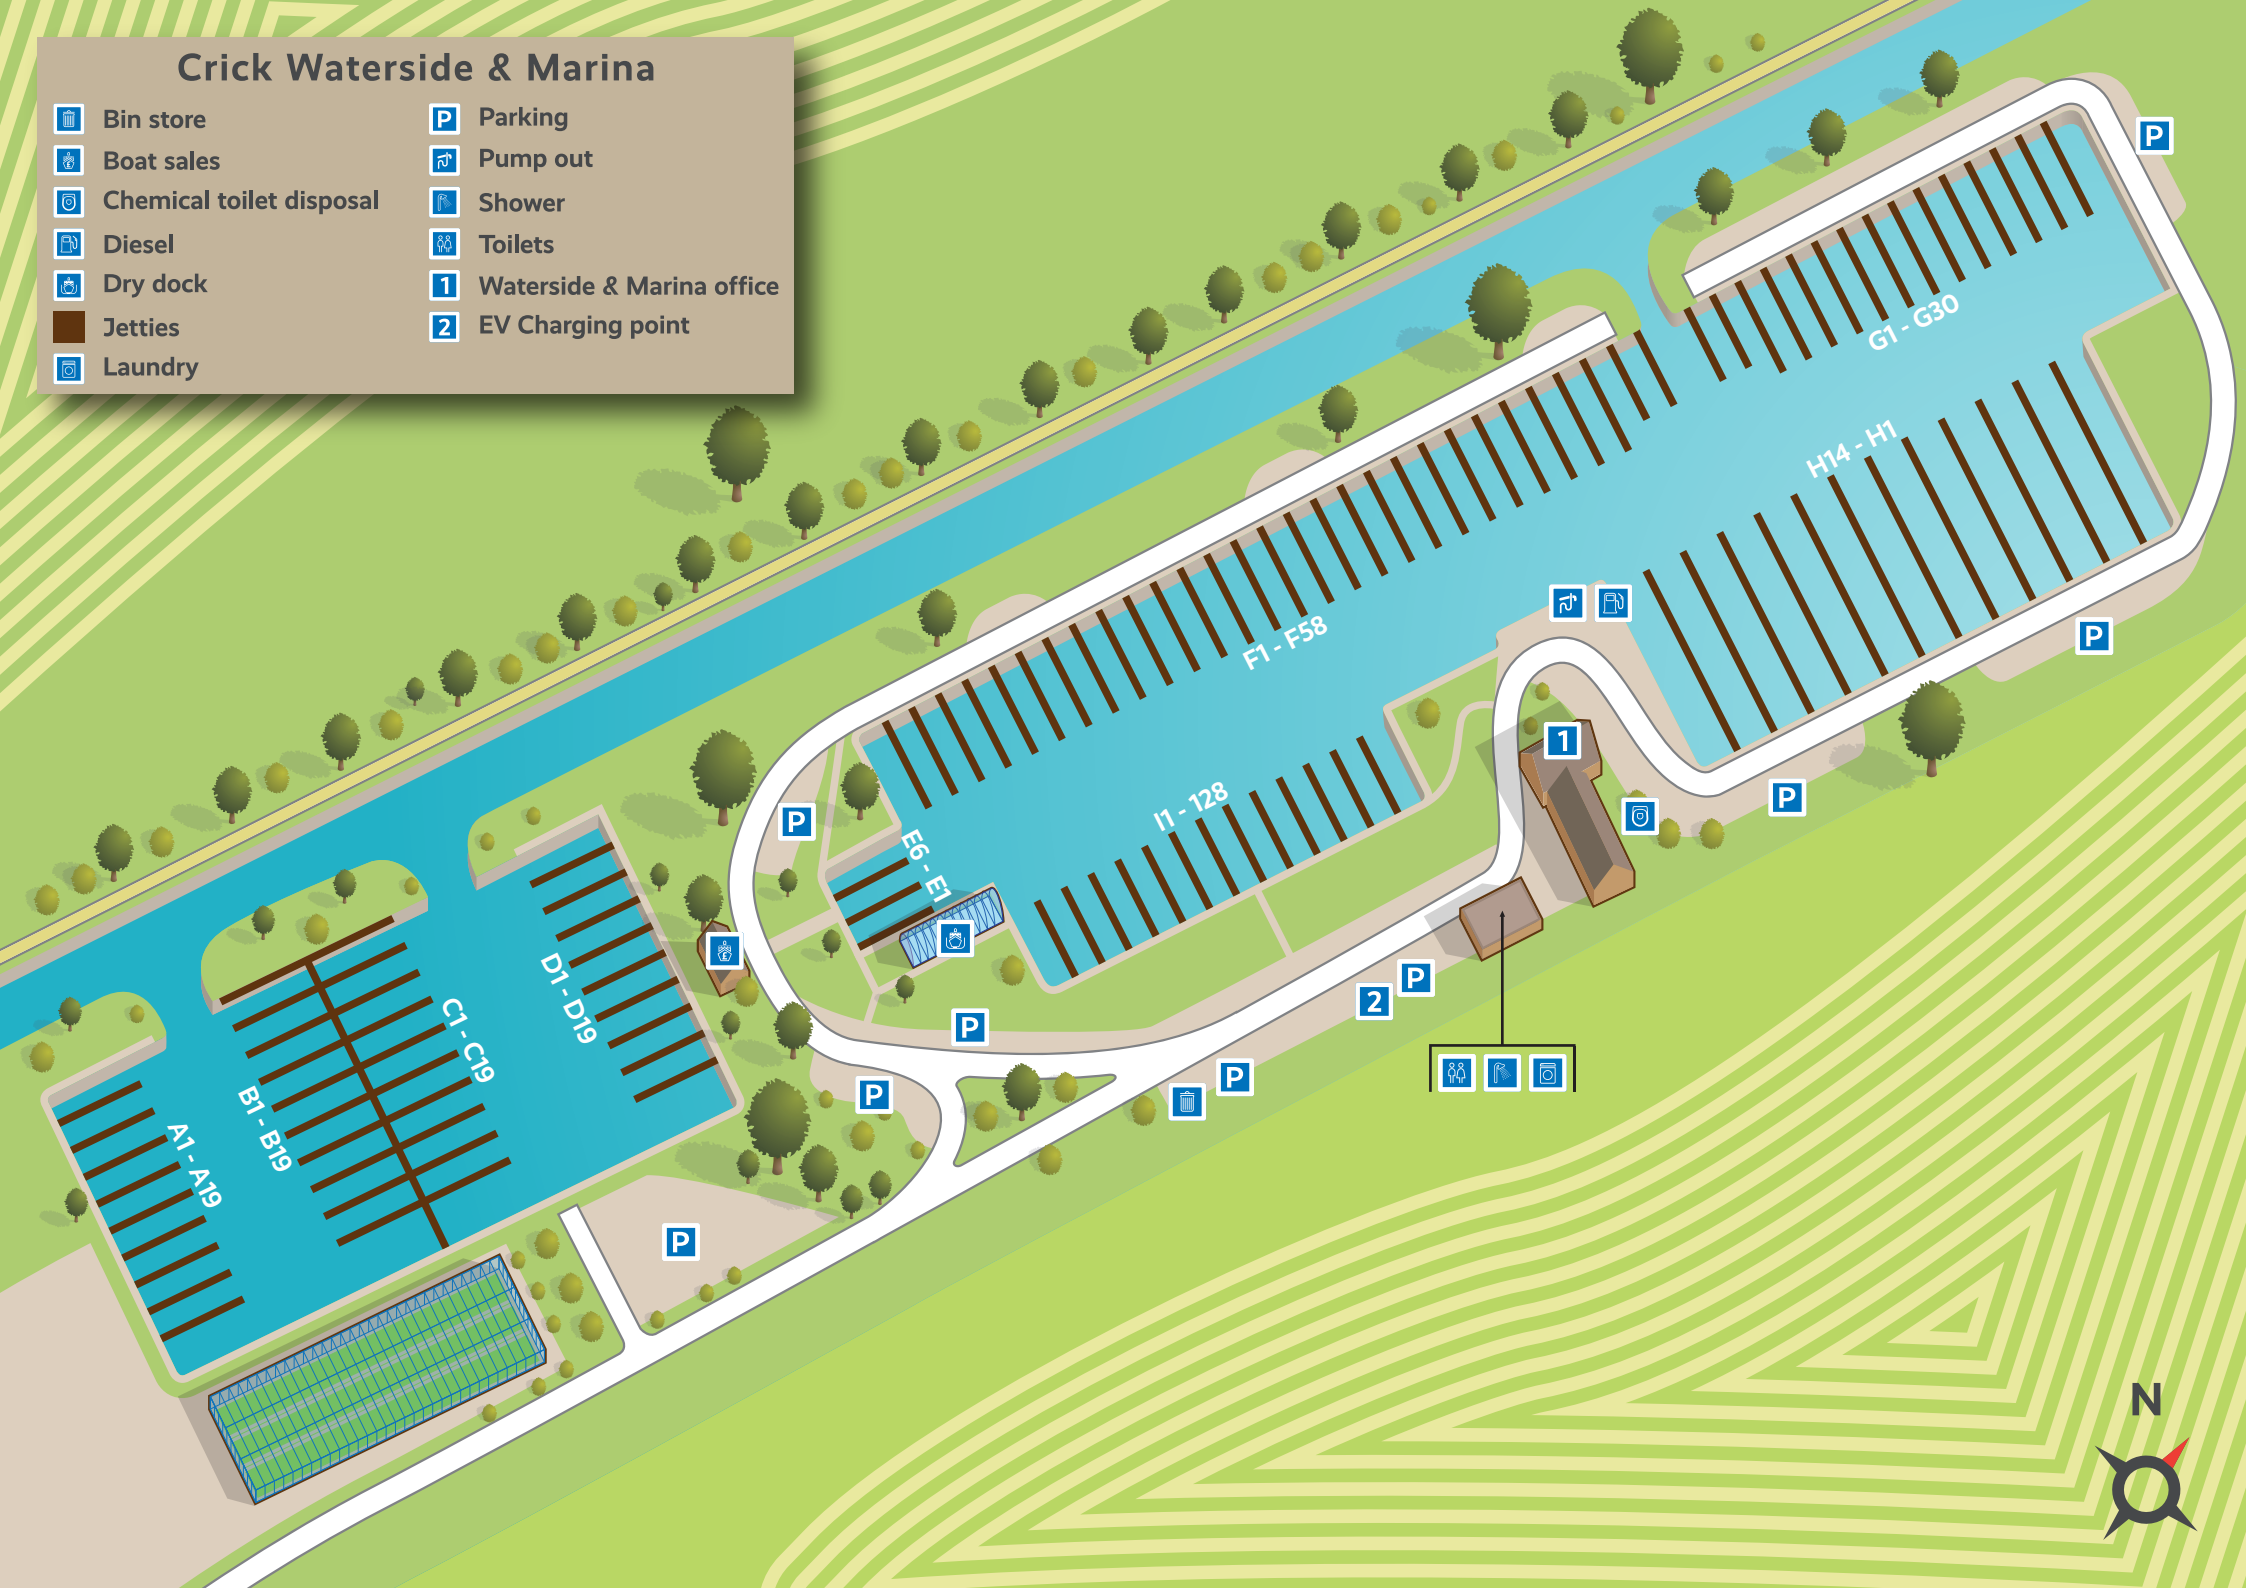 Crick Waterside & Marina
Bin store
Boat sales
Chemical toilet disposal
Diesel
Dry dock
Jetties
Laundry
P Parking
Pump out
Shower
Toilets
1 Waterside & Marina office
2 EV Charging point
P
G1 - G30
H14 - H1
F1 - F58
P
1
P
P
I1 - 128
P
E6 - E1
£
D1 - D19
C1 - C19
B1 - B19
A1 - A19
P
2
P
P
P
P
N